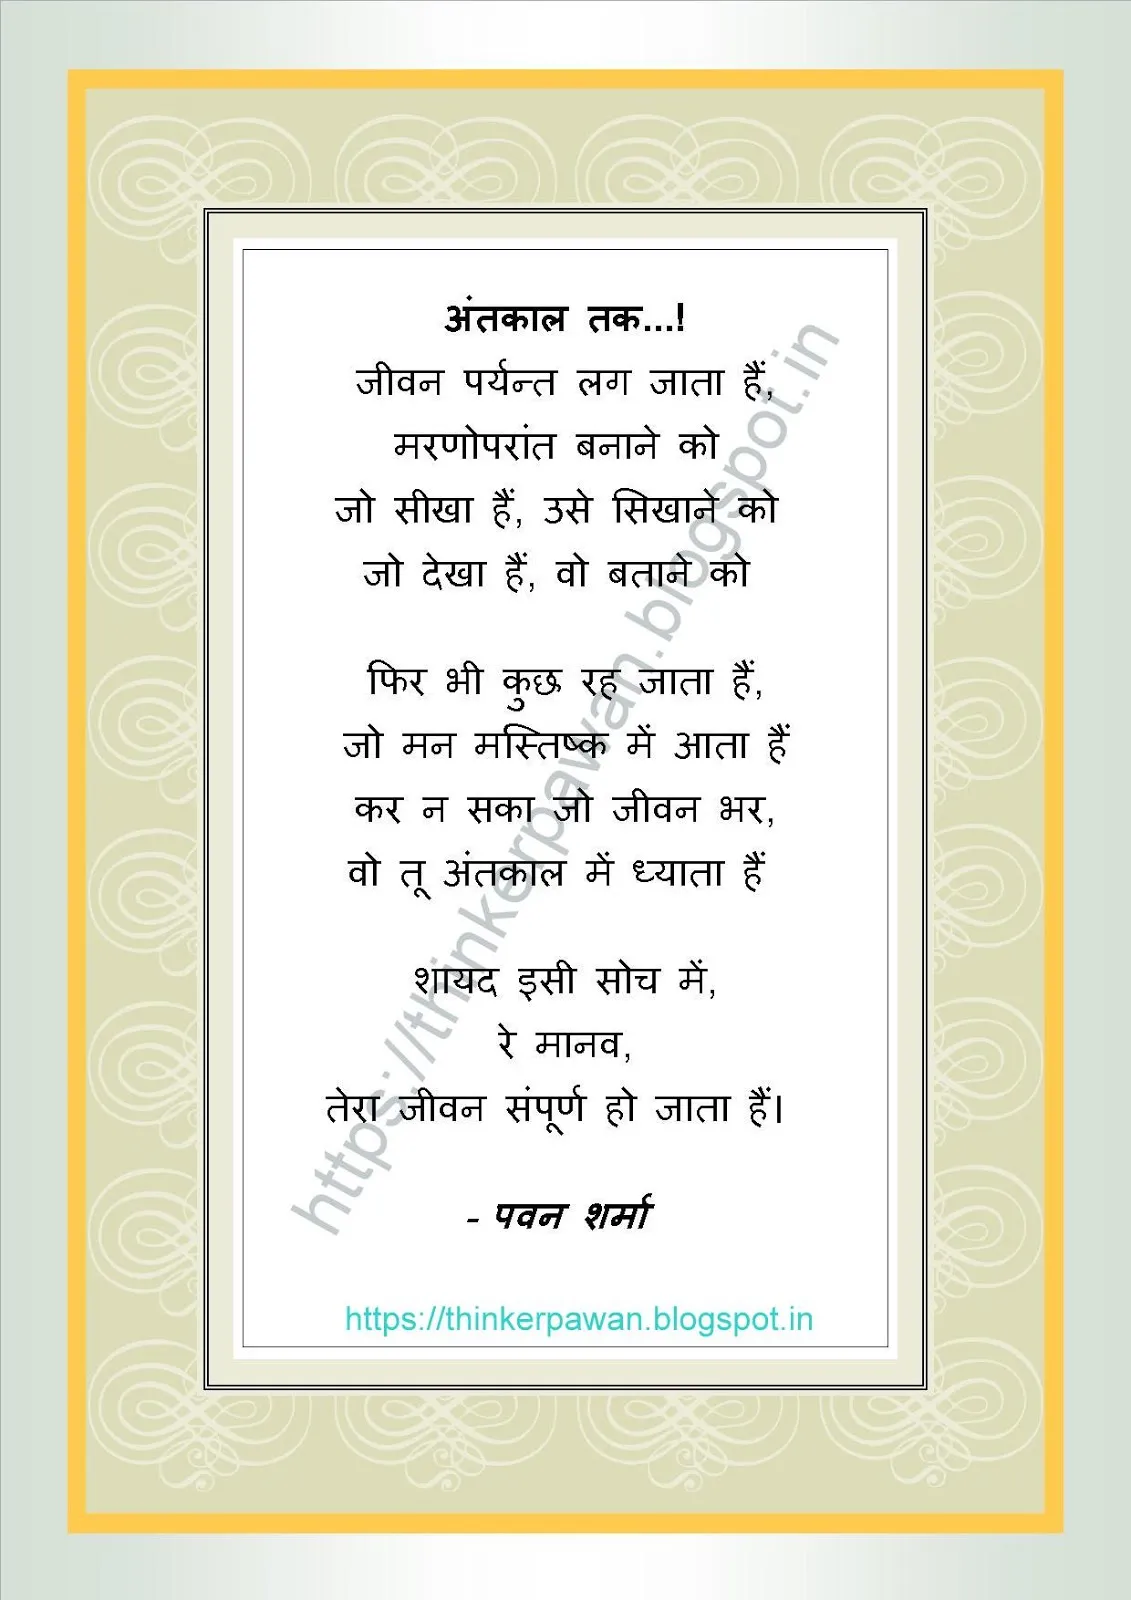 अंतकाल तक...!
जीवन पर्यन्त लग जाता हैं,
मरणोपरांत बनाने को
जो सीखा हैं, उसे सिखाने को
जो देखा हैं, वो बताने को
फिर भी कुछ रह जाता हैं,
जो मन मस्तिष्क में आता हैं
कर न सका जो जीवन भर,
वो तू अंतकाल में ध्याता हैं
शायद इसी सोच में,
रे मानव,
तेरा जीवन संपूर्ण हो जाता हैं।
- पवन शर्मा
https://thinkerpawan.blogspot.in
https://thinkerpawan.blogspot.in